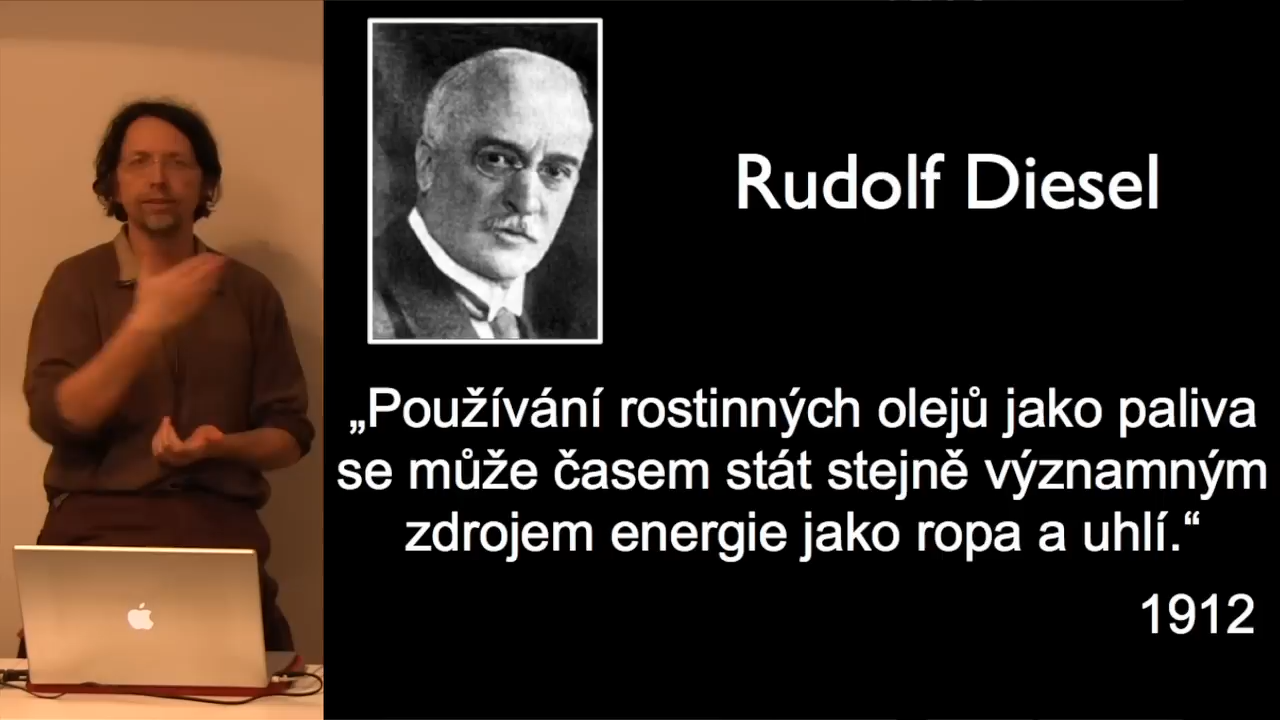 Rudolf Diesel
„Používání rostinných olejů jako paliva
se může časem stát stejně významným
zdrojem energie jako ropa a uhlí.“
1912